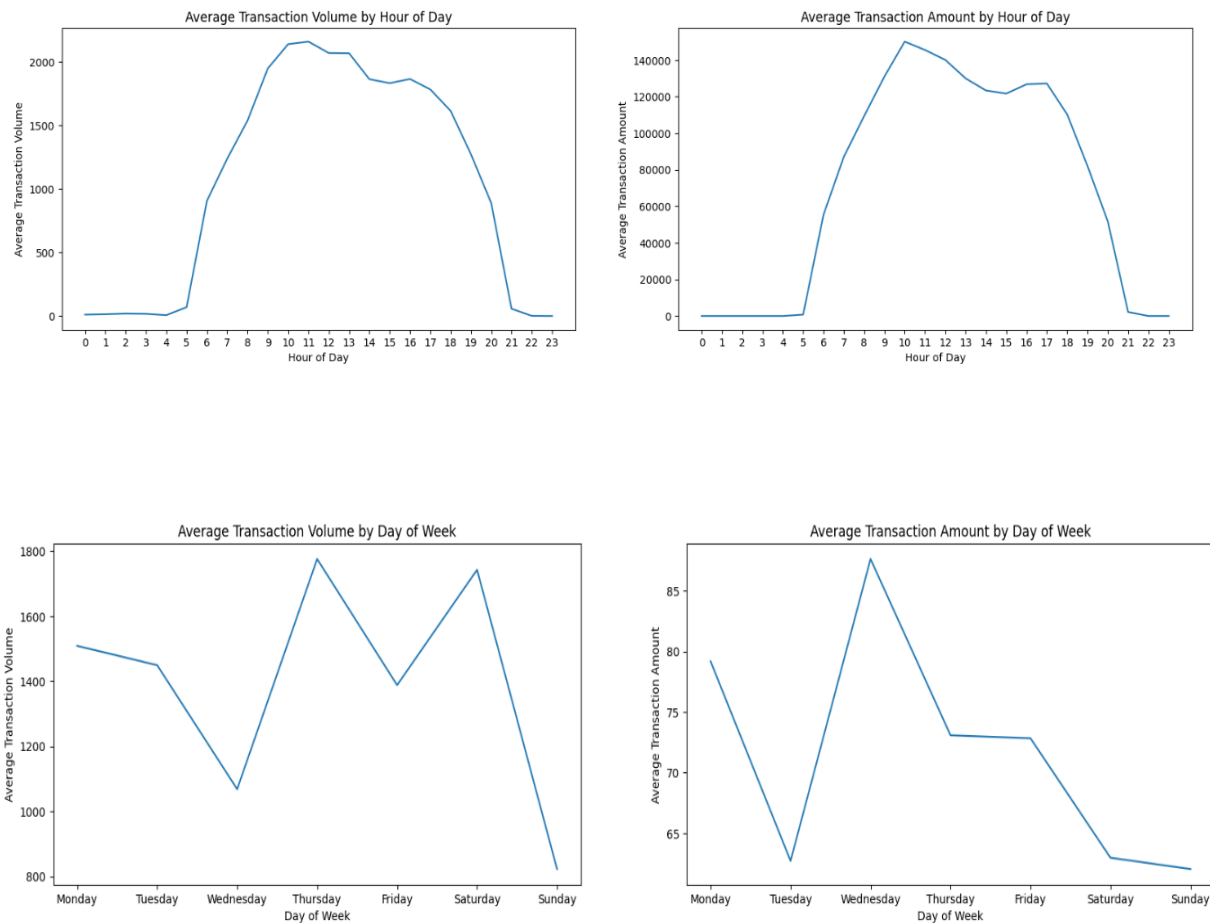 Average Transaction Volume by Hour of Day
Average Transaction Volume
2000
1500
1000
500
0
0 1 2 3 4 5 6 7 8 9 10 11 12 13 14 15 16 17 18 19 20 21 22 23
Hour of Day
Average Transaction Amount by Hour of Day
Average Transaction Amount
140000
120000
100000
80000
60000
40000
20000
0
0 1 2 3 4 5 6 7 8 9 10 11 12 13 14 15 16 17 18 19 20 21 22 23
Hour of Day
Average Transaction Volume by Day of Week
Average Transaction Volume
1800
1600
1400
1200
1000
800
Monday Tuesday Wednesday Thursday Friday Saturday Sunday
Day of Week
Average Transaction Amount by Day of Week
Average Transaction Amount
85
80
75
70
65
Monday Tuesday Wednesday Thursday Friday Saturday Sunday
Day of Week